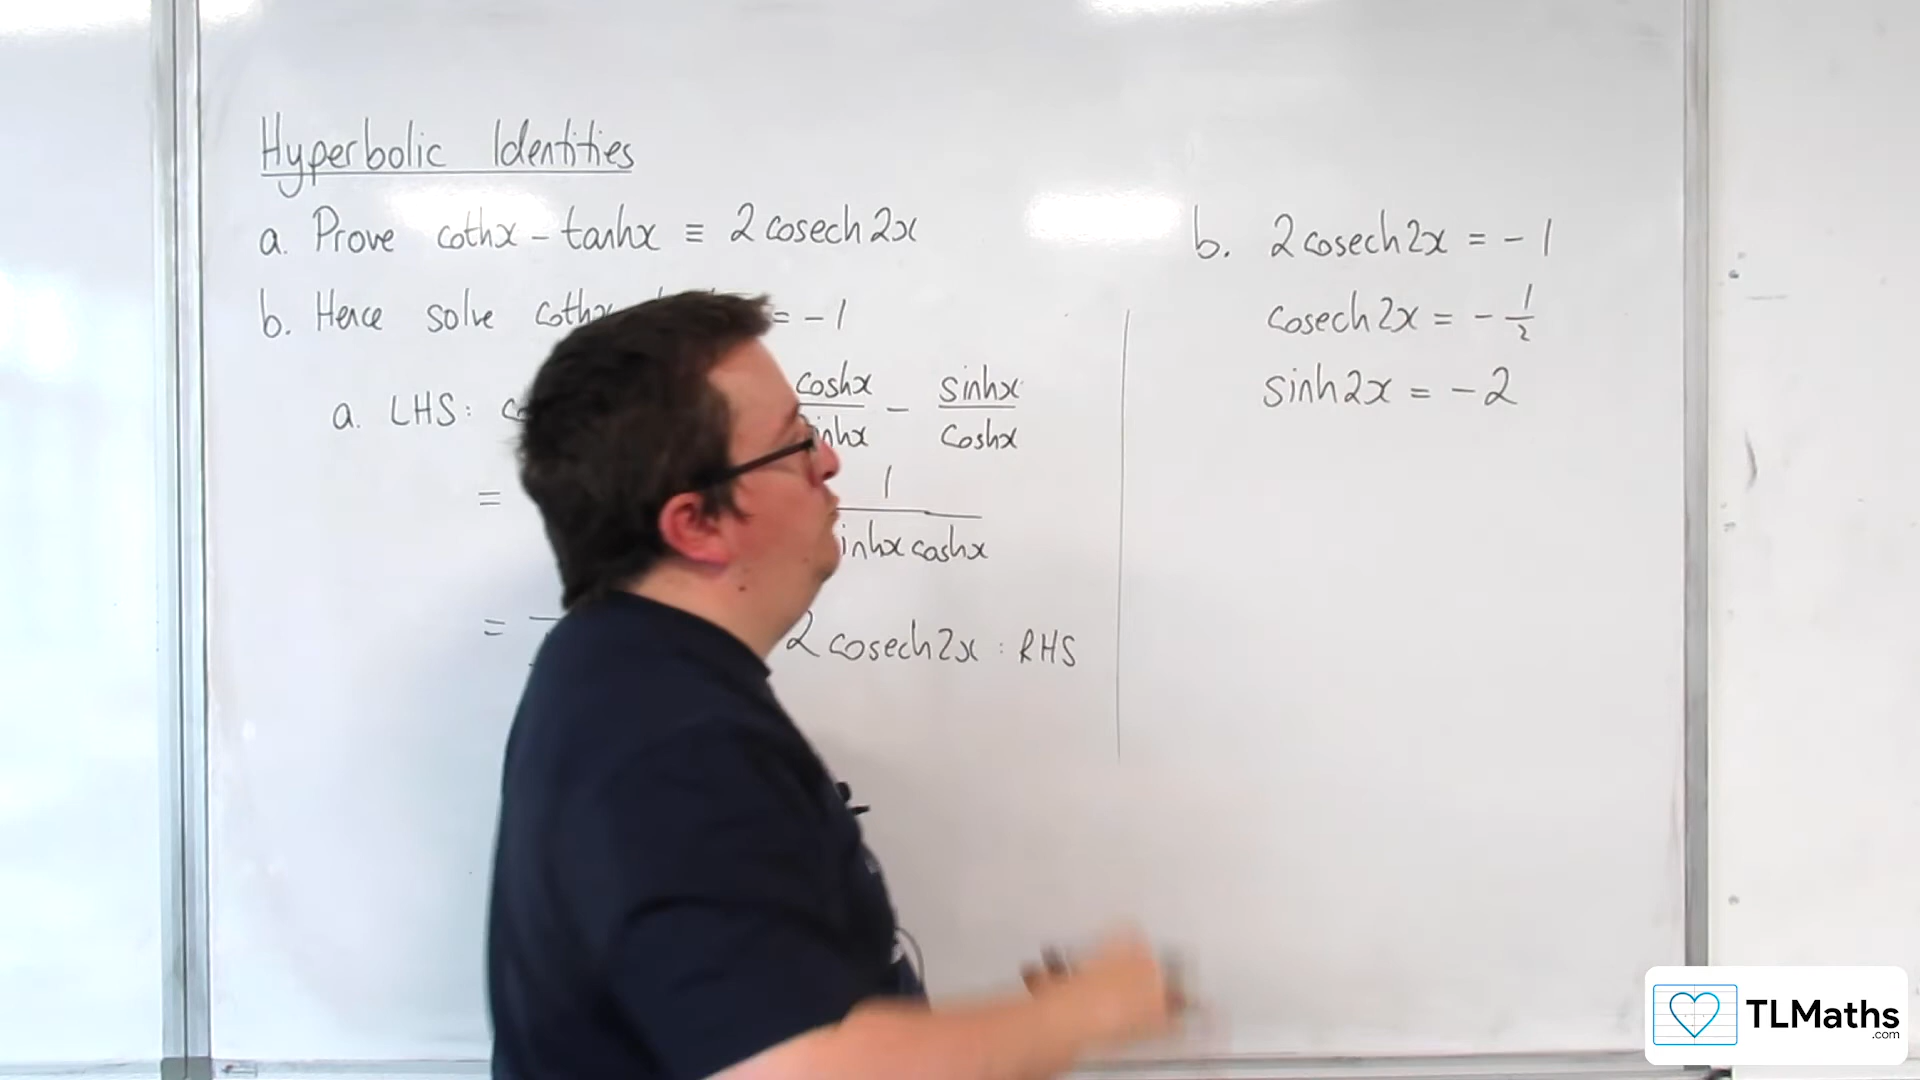 Hyperbolic Identities
a. Prove cothx - tanhx ≡ 2 cosech 2x
b. Hence solve = -1
a. LHS: coshx / sinhx - sinhx / coshx
= 1 / sinhx coshx
= 2 cosech 2x : RHS
b. 2 cosech 2x = -1
cosech 2x = - 1/2
sinh 2x = -2
TLMaths
.com